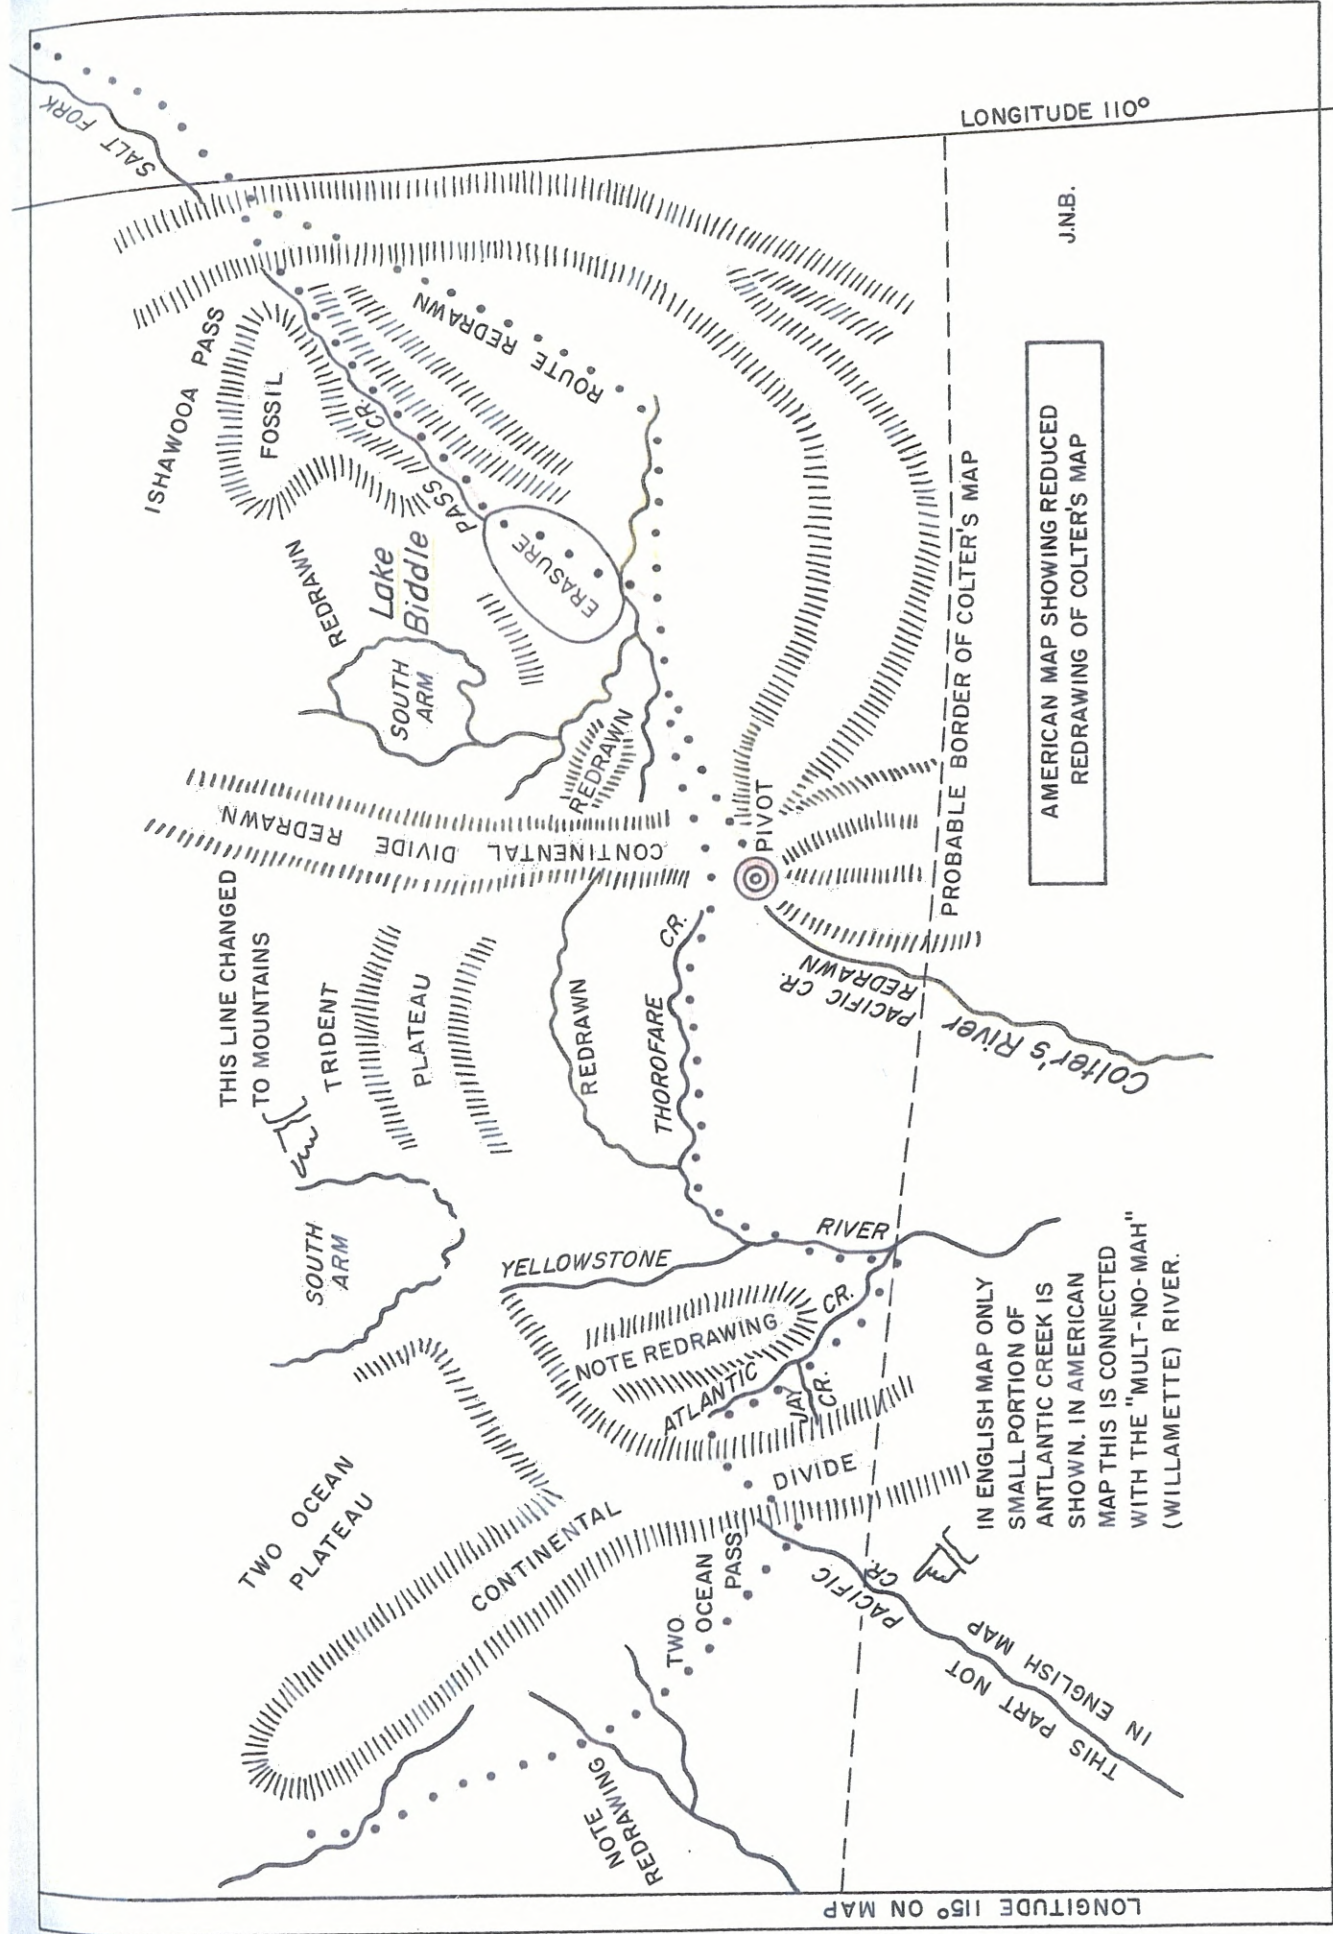 SALT FORK
LONGITUDE 110°
J.N.B.
ISHAWOOA PASS
FOSSIL
ROUTE REDRAWN
PASS CR.
REDRAWN
Lake
Biddle
ERASURE
SOUTH
ARM
REDRAWN
CONTINENTAL DIVIDE REDRAWN
PIVOT
PROBABLE BORDER OF COLTER'S MAP
AMERICAN MAP SHOWING REDUCED
REDRAWING OF COLTER'S MAP
THIS LINE CHANGED
TO MOUNTAINS
TRIDENT
PLATEAU
REDRAWN
THOROFARE CR.
PACIFIC CR.
REDRAWN
Colter's River
SOUTH
ARM
YELLOWSTONE RIVER
NOTE REDRAWING
ATLANTIC CR.
JAY
CR.
TWO OCEAN
PLATEAU
CONTINENTAL DIVIDE
TWO
OCEAN
PASS
PACIFIC
CR.
IN ENGLISH MAP ONLY
SMALL PORTION OF
ANTLANTIC CREEK IS
SHOWN. IN AMERICAN
MAP THIS IS CONNECTED
WITH THE "MULT-NO-MAH"
(WILLAMETTE) RIVER.
THIS PART NOT
IN ENGLISH MAP
NOTE
REDRAWING
LONGITUDE 115° ON MAP